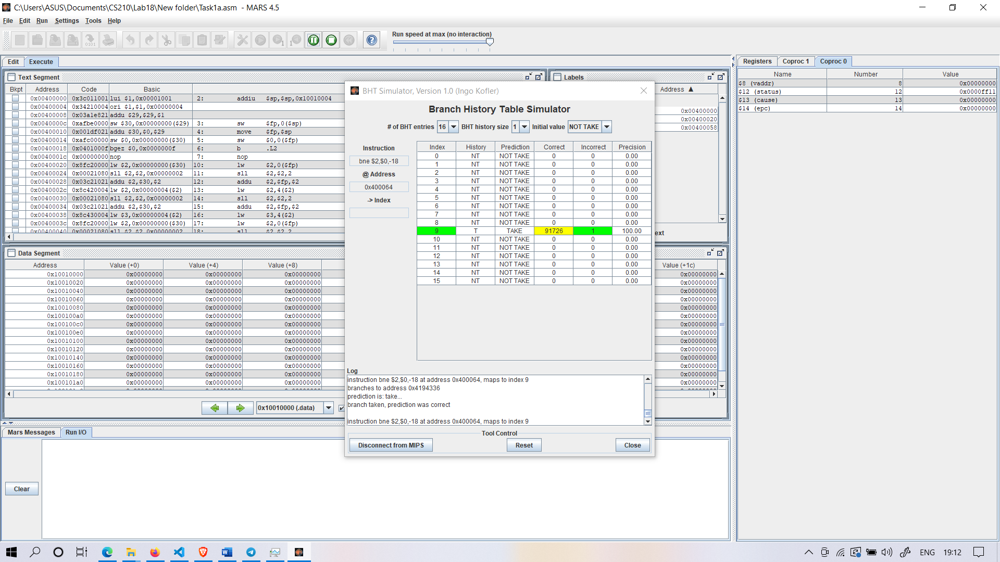 C:\Users\ASUS\Documents\CS210\Lab18\New folder\Task1a.asm - MARS 4.5
File Edit Run Settings Tools Help
Run speed at max (no interaction)
Edit Execute
Text Segment
Bkpt Address Code Basic
0x00400000 0x3c011001 lui $1,0x00001001 2: addiu $sp,$sp,0x10010004
0x00400004 0x34210004 ori $1,$1,0x00000004
0x00400008 0x03a1e821 addu $29,$29,$1
0x0040000c 0xafbe0000 sw $30,0x00000000($29) 3: sw $fp,0($sp)
0x00400010 0x001df021 addu $30,$0,$29 4: move $fp,$sp
0x00400014 0xafc00000 sw $0,0x00000000($30) 5: sw $0,0($fp)
0x00400018 0x0401000f bgez $0,0x0000000f 6: b .L2
0x0040001c 0x00000000 nop 7: nop
0x00400020 0x8fc20000 lw $2,0x00000000($30) 10: lw $2,0($fp)
0x00400024 0x00021080 sll $2,$2,0x00000002 11: sll $2,$2,2
0x00400028 0x03c21021 addu $2,$30,$2 12: addu $2,$fp,$2
0x0040002c 0x8c420004 lw $2,0x00000004($2) 13: lw $2,4($2)
0x00400030 0x00021080 sll $2,$2,0x00000002 14: sll $2,$2,2
0x00400034 0x03c21021 addu $2,$30,$2 15: addu $2,$fp,$2
0x00400038 0x8c430004 lw $3,0x00000004($2) 16: lw $3,4($2)
0x0040003c 0x8fc20000 lw $2,0x00000000($30) 17: lw $2,0($fp)
0x00400040 0x00021080 sll $2,$2,0x00000002 18: sll $2,$2,2
Labels
Address ▲
0x00400000
0x00400020
0x00400058
ext
Data Segment
Address Value (+0) Value (+4) Value (+8) Value (+1c)
0x10010000 0x00000000 0x00000000 0x00000000 0x00000000
0x10010020 0x00000000 0x00000000 0x00000000 0x00000000
0x10010040 0x00000000 0x00000000 0x00000000 0x00000000
0x10010060 0x00000000 0x00000000 0x00000000 0x00000000
0x10010080 0x00000000 0x00000000 0x00000000 0x00000000
0x100100a0 0x00000000 0x00000000 0x00000000 0x00000000
0x100100c0 0x00000000 0x00000000 0x00000000 0x00000000
0x100100e0 0x00000000 0x00000000 0x00000000 0x00000000
0x10010100 0x00000000 0x00000000 0x00000000 0x00000000
0x10010120 0x00000000 0x00000000 0x00000000 0x00000000
0x10010140 0x00000000 0x00000000 0x00000000 0x00000000
0x10010160 0x00000000 0x00000000 0x00000000 0x00000000
0x10010180 0x00000000 0x00000000 0x00000000 0x00000000
0x100101a0 0x00000000 0x00000000 0x00000000 0x00000000
0x10010000 (.data)
Mars Messages Run I/O
Clear
BHT Simulator, Version 1.0 (Ingo Kofler)
Branch History Table Simulator
# of BHT entries 16 BHT history size 1 Initial value NOT TAKE
Instruction
bne $2,$0,-18
@ Address
0x400064
-> Index
Index History Prediction Correct Incorrect Precision
0 NT NOT TAKE 0 0 0.00
1 NT NOT TAKE 0 0 0.00
2 NT NOT TAKE 0 0 0.00
3 NT NOT TAKE 0 0 0.00
4 NT NOT TAKE 0 0 0.00
5 NT NOT TAKE 0 0 0.00
6 NT NOT TAKE 0 0 0.00
7 NT NOT TAKE 0 0 0.00
8 NT NOT TAKE 0 0 0.00
9 T TAKE 91726 1 100.00
10 NT NOT TAKE 0 0 0.00
11 NT NOT TAKE 0 0 0.00
12 NT NOT TAKE 0 0 0.00
13 NT NOT TAKE 0 0 0.00
14 NT NOT TAKE 0 0 0.00
15 NT NOT TAKE 0 0 0.00
Log
instruction bne $2,$0,-18 at address 0x400064, maps to index 9
branches to address 0x4194336
prediction is: take...
branch taken, prediction was correct
instruction bne $2,$0,-18 at address 0x400064, maps to index 9
Tool Control
Disconnect from MIPS Reset Close
Registers Coproc 1 Coproc 0
Name Number Value
$8 (vaddr) 8 0x00000000
$12 (status) 12 0x0000ff11
$13 (cause) 13 0x00000000
$14 (epc) 14 0x00000000
ENG 19:12